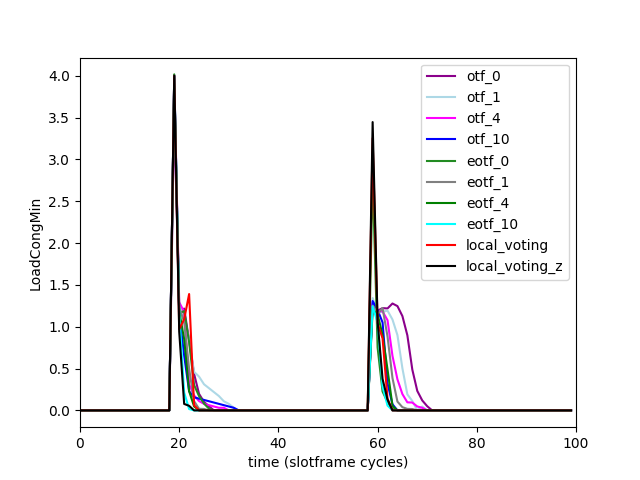 LoadCongMin
4.0
3.5
3.0
2.5
2.0
1.5
1.0
0.5
0.0
0
20
40
60
80
100
time (slotframe cycles)
otf_0
otf_1
otf_4
otf_10
eotf_0
eotf_1
eotf_4
eotf_10
local_voting
local_voting_z